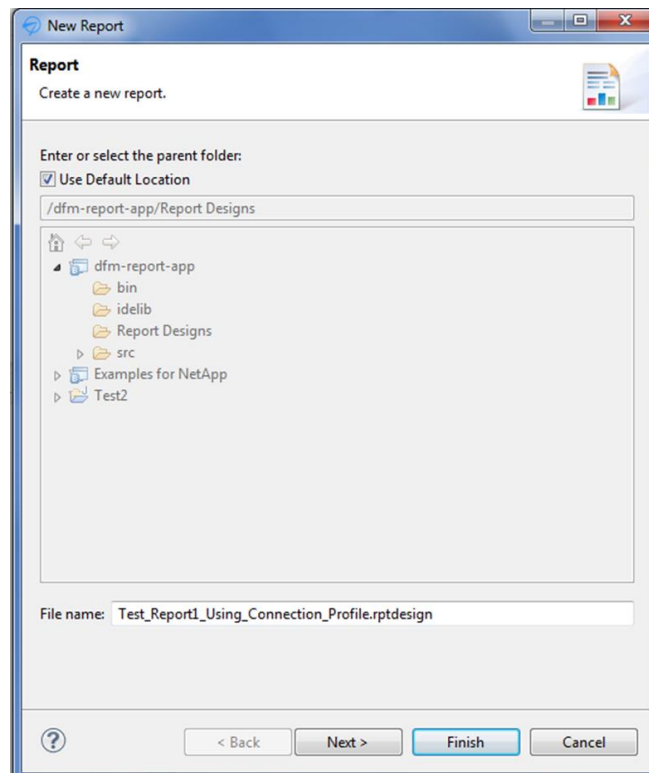 New Report
Report
Create a new report.
Enter or select the parent folder:
Use Default Location
/dfm-report-app/Report Designs
dfm-report-app
bin
idelib
Report Designs
src
Examples for NetApp
Test2
File name: Test_Report1_Using_Connection_Profile.rptdesign
? < Back Next > Finish Cancel